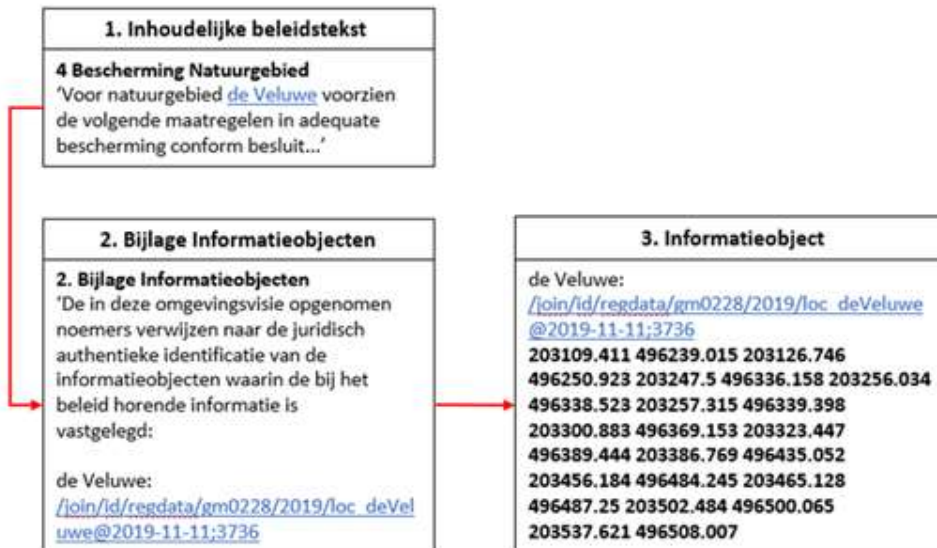 1. Inhoudelijke beleidstekst
4 Bescherming Natuurgebied
'Voor natuurgebied de Veluwe voorzien
de volgende maatregelen in adequate
bescherming conform besluit...'
2. Bijlage Informatieobjecten
2. Bijlage Informatieobjecten
'De in deze omgevingsvisie opgenomen
noemers verwijzen naar de juridisch
authentieke identificatie van de
informatieobjecten waarin de bij het
beleid horende informatie is
vastgelegd:
de Veluwe:
/join/id/regdata/gm0228/2019/loc_deVel
uwe@2019-11-11;3736
3. Informatieobject
de Veluwe:
/join/id/regdata/gm0228/2019/loc_deVeluwe
@2019-11-11;3736
203109.411 496239.015 203126.746
496250.923 203247.5 496336.158 203256.034
496338.523 203257.315 496339.398
203300.883 496369.153 203323.447
496389.444 203386.769 496435.052
203456.184 496484.245 203465.128
496487.25 203502.484 496500.065
203537.621 496508.007